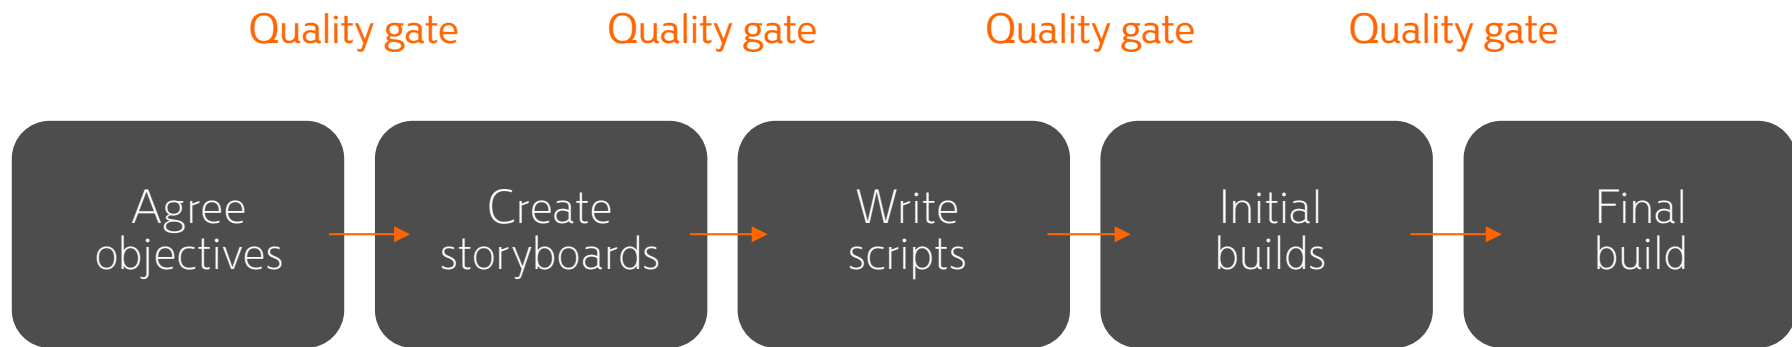 Quality gate Quality gate Quality gate Quality gate
Agree
objectives
Create
storyboards
Write
scripts
Initial
builds
Final
build